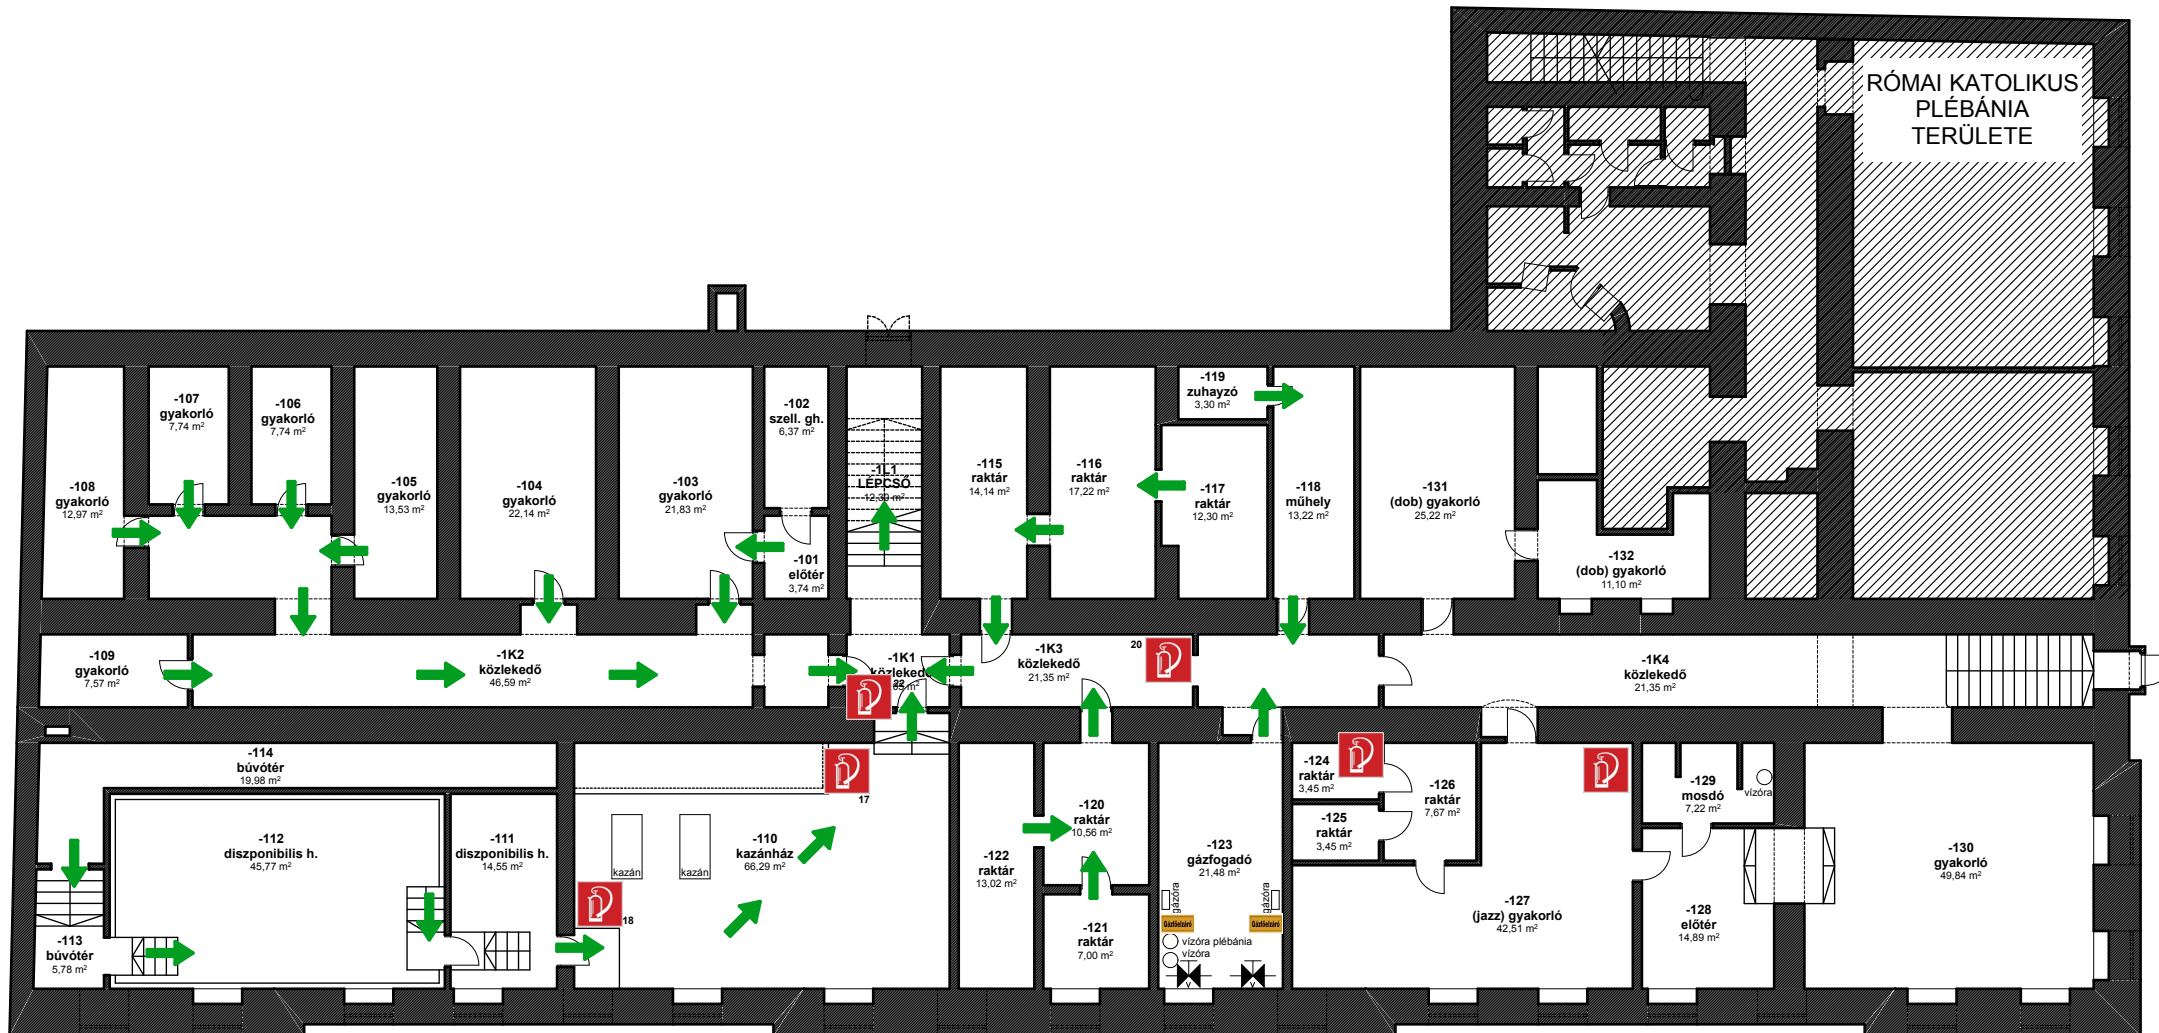 RÓMAI KATOLIKUS
PLÉBÁNIA
TERÜLETE
-107
gyakorló
7,74 m²
-106
gyakorló
7,74 m²
-108
gyakorló
12,97 m²
-105
gyakorló
13,53 m²
-104
gyakorló
22,14 m²
-103
gyakorló
21,83 m²
-102
szell. gh.
6,37 m²
-101
előtér
3,74 m²
-1L1
LÉPCSŐ
-115
raktár
14,14 m²
-116
raktár
17,22 m²
-119
zuhayzó
3,30 m²
-117
raktár
12,30 m²
-118
műhely
13,22 m²
-131
(dob) gyakorló
25,22 m²
-132
(dob) gyakorló
11,10 m²
-109
gyakorló
7,57 m²
-1K2
közlekedő
46,59 m²
-1K1
közlekedő
22
-1K3
közlekedő
21,35 m²
20
-1K4
közlekedő
21,35 m²
-114
búvótér
19,98 m²
-112
diszponibilis h.
45,77 m²
-111
diszponibilis h.
14,55 m²
-113
búvótér
5,78 m²
17
-110
kazánház
66,29 m²
kazán
kazán
18
-122
raktár
13,02 m²
-120
raktár
10,56 m²
-121
raktár
7,00 m²
-123
gázfogadó
21,48 m²
gázóra
gázóra
Gázfőelzáró
Gázfőelzáró
vízóra plébánia
vízóra
-124
raktár
3,45 m²
-125
raktár
3,45 m²
-126
raktár
7,67 m²
-127
(jazz) gyakorló
42,51 m²
-129
mosdó
7,22 m²
vízóra
-128
előtér
14,89 m²
-130
gyakorló
49,84 m²